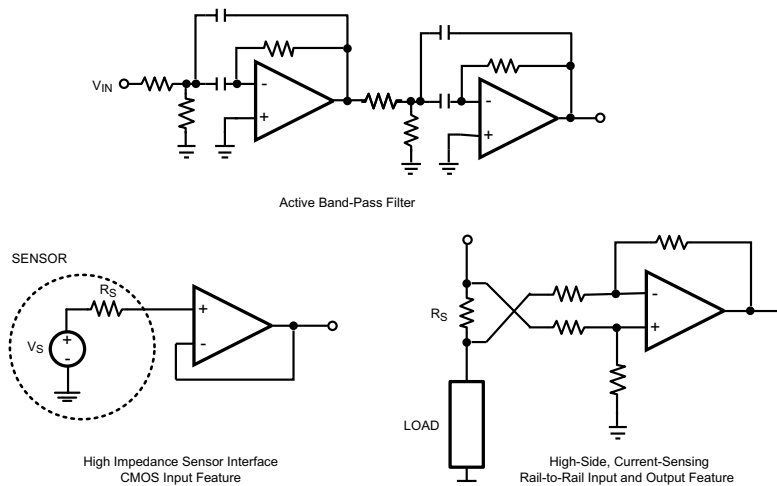 VIN
-
+
-
+
Active Band-Pass Filter
SENSOR
RS
VS
+
-
+
-
High Impedance Sensor Interface
CMOS Input Feature
RS
-
+
LOAD
High-Side, Current-Sensing
Rail-to-Rail Input and Output Feature